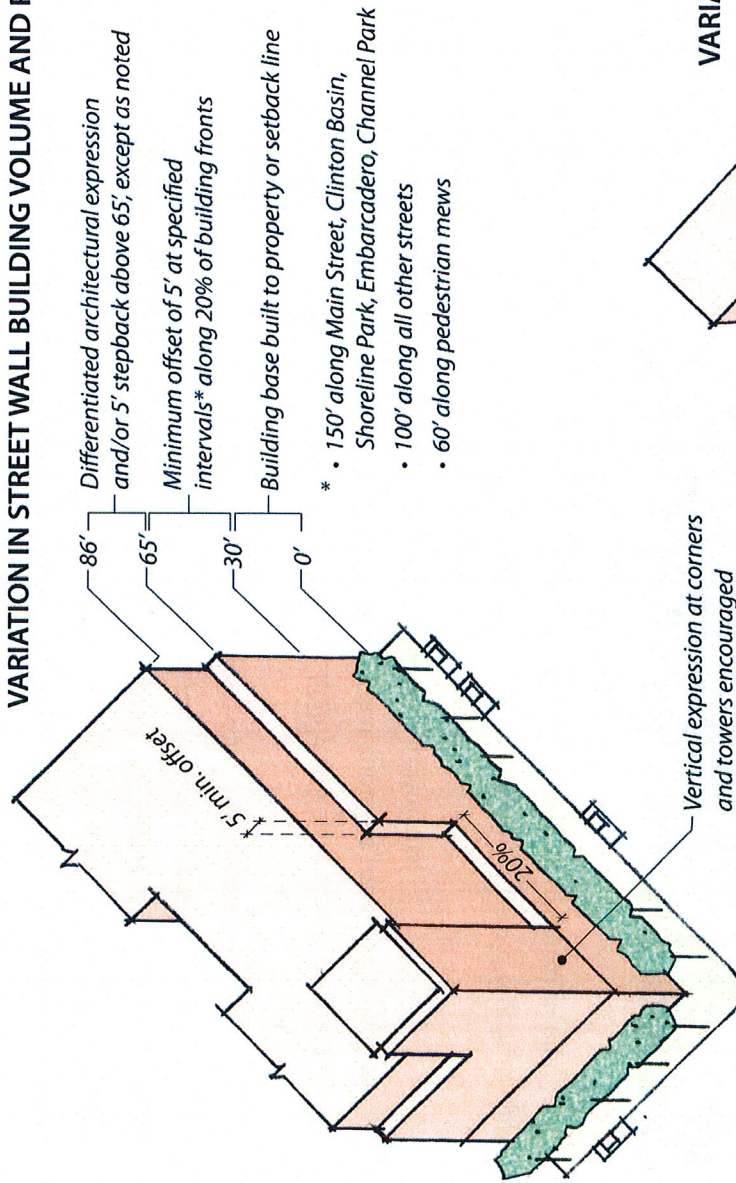 VARIATION IN STREET WALL BUILDING VOLUME AND
86'
Differentiated architectural expression
and/or 5' stepback above 65', except as noted
65'
Minimum offset of 5' at specified
intervals* along 20% of building fronts
30'
Building base built to property or setback line
0'
* • 150' along Main Street, Clinton Basin,
Shoreline Park, Embarcadero, Channel Park
• 100' along all other streets
• 60' along pedestrian mews
5' min. offset
20%
Vertical expression at corners
and towers encouraged